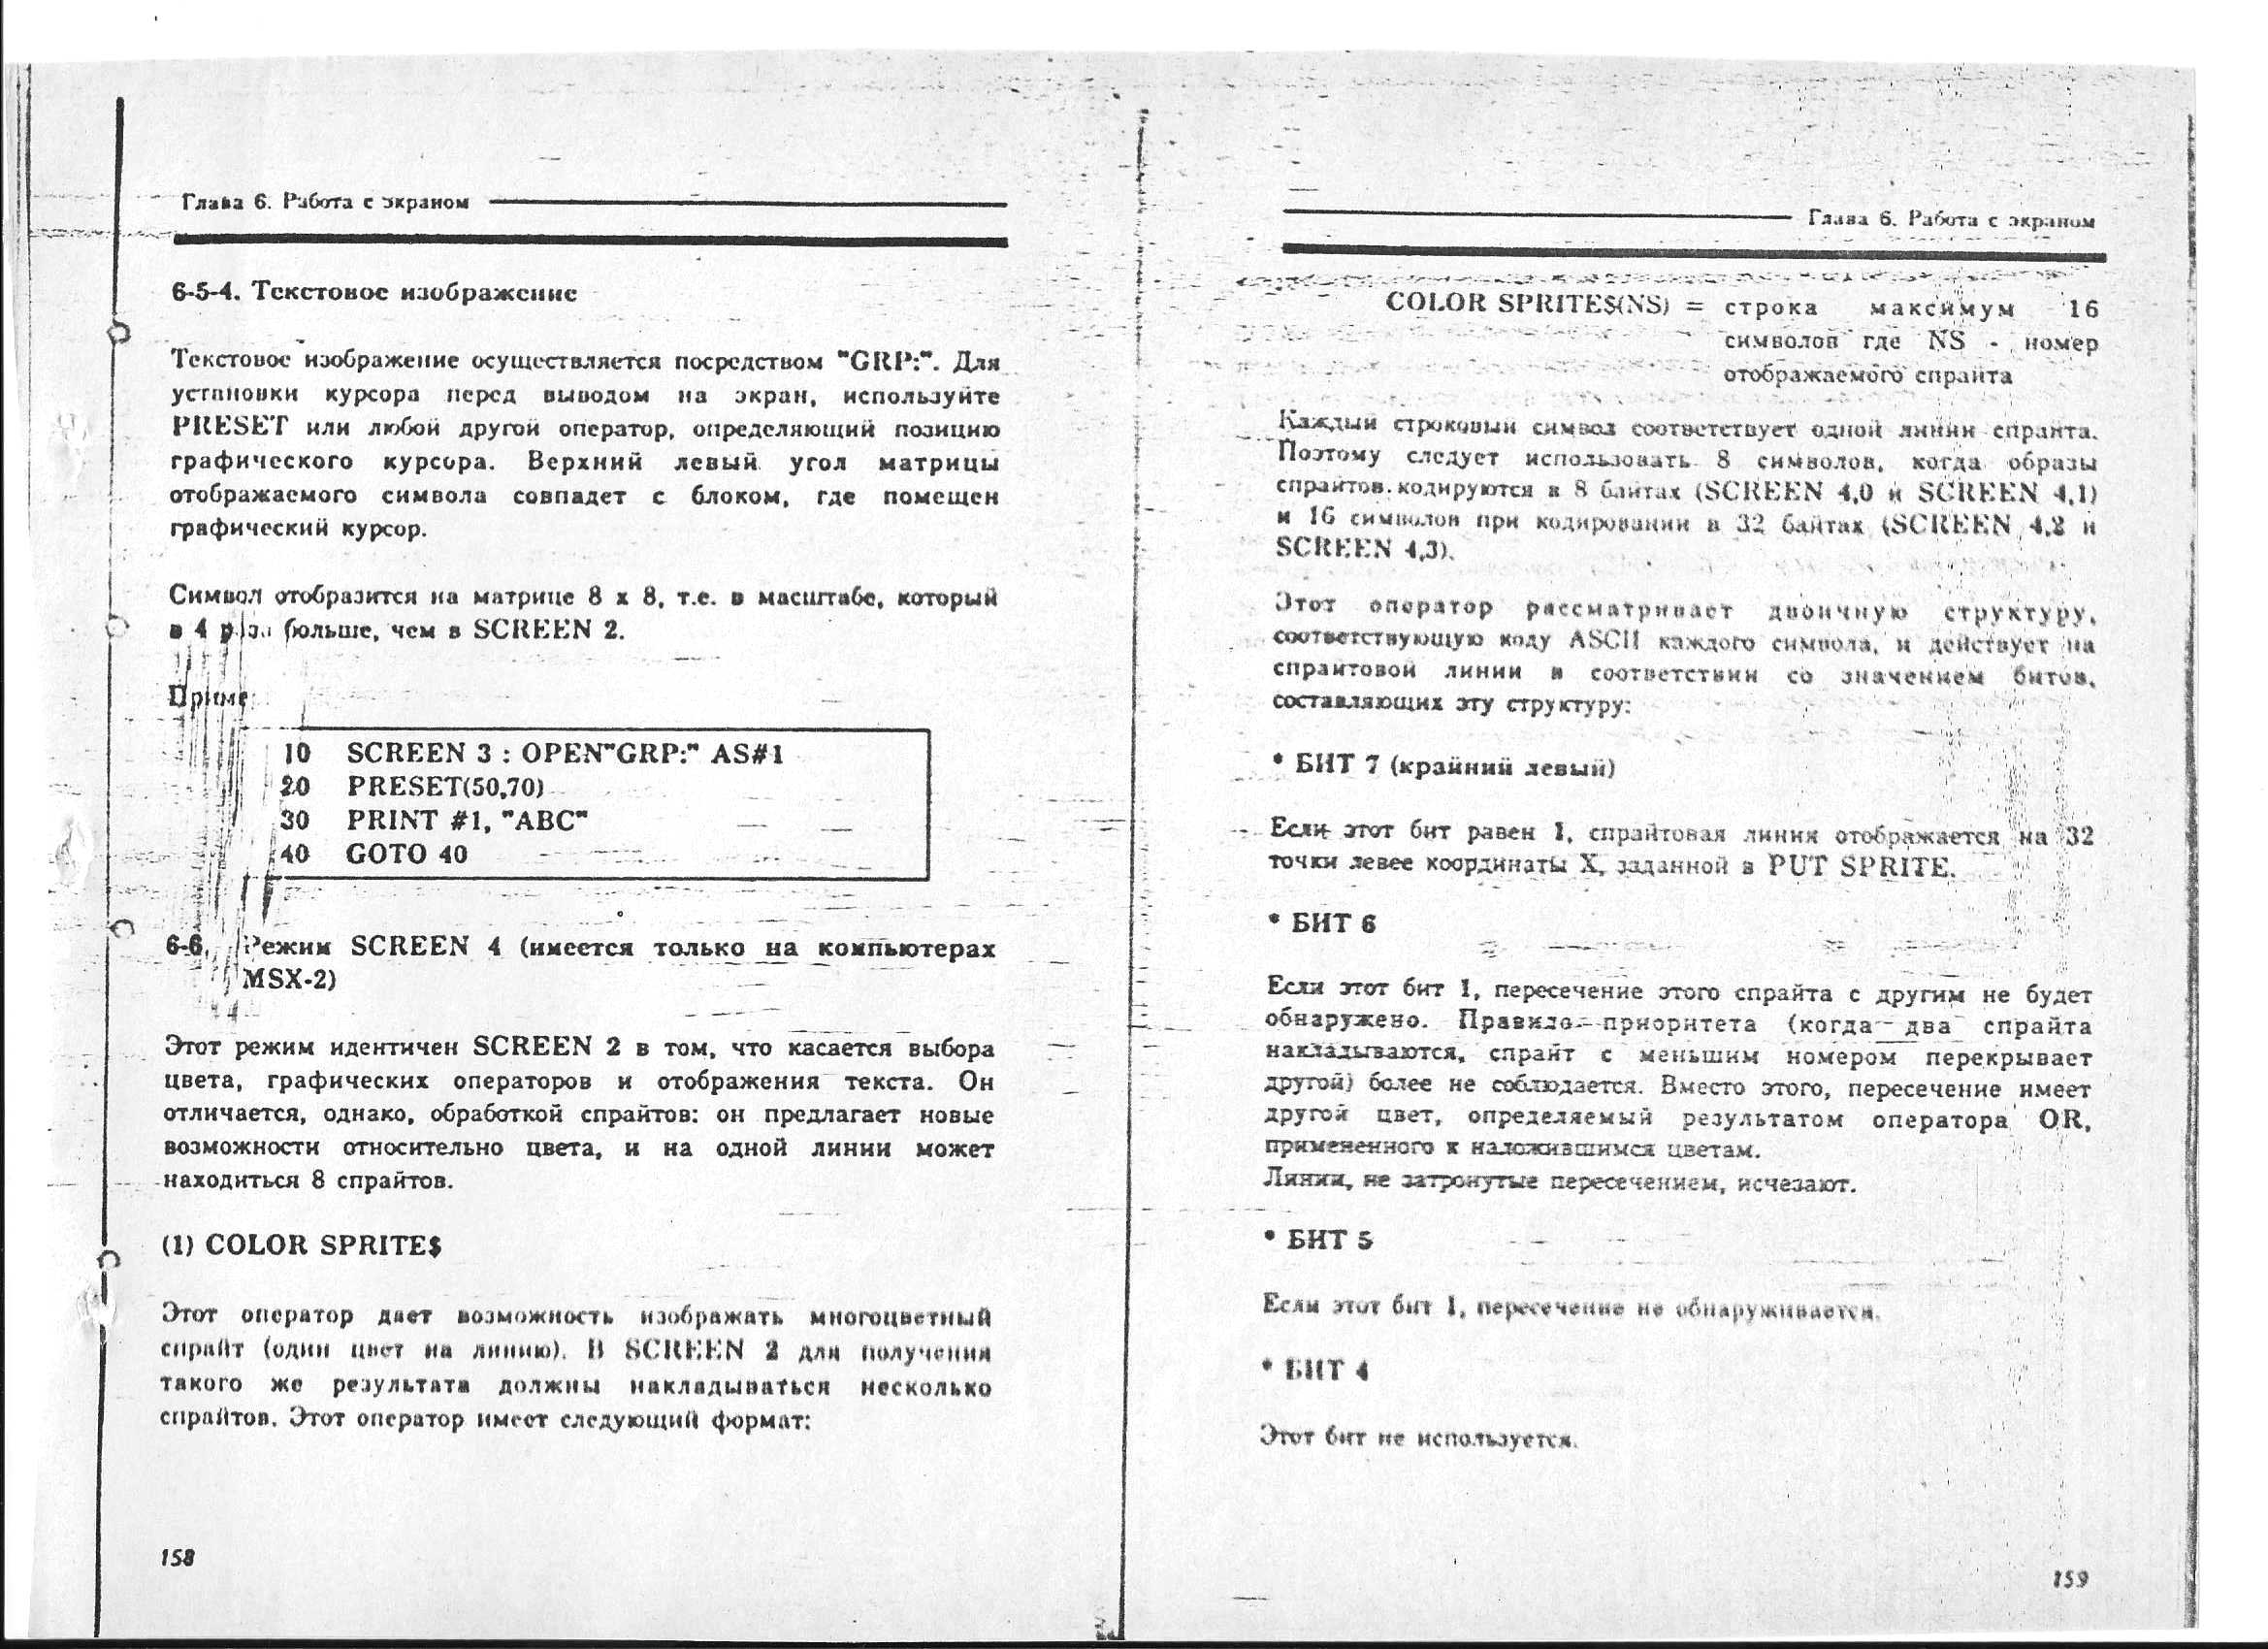 Глава 6. Работа с экраном
6-5-4. Текстовое изображение
Текстовое изображение осуществляется посредством "GRP:". Для
установки курсора перед выводом на экран, используйте
PRESET или любой другой оператор, определяющий позицию
графического курсора. Верхний левый угол матрицы
отображаемого символа совпадет с блоком, где помещен
графический курсор.
Символ отобразится на матрице 8 x 8, т.е. в масштабе, который
в 4 раза больше, чем в SCREEN 2.
Пример:
10 SCREEN 3 : OPEN"GRP:" AS#1
20 PRESET(50,70)
30 PRINT #1, "ABC"
40 GOTO 40
6-6. Режим SCREEN 4 (имеется только на компьютерах
MSX-2)
Этот режим идентичен SCREEN 2 в том, что касается выбора
цвета, графических операторов и отображения текста. Он
отличается, однако, обработкой спрайтов: он предлагает новые
возможности относительно цвета, и на одной линии может
находиться 8 спрайтов.
(1) COLOR SPRITE$
Этот оператор дает возможность изображать многоцветный
спрайт (один цвет на линию). В SCREEN 2 для получения
такого же результата должны накладываться несколько
спрайтов. Этот оператор имеет следующий формат:
158
Глава 6. Работа с экраном
COLOR SPRITE$(NS) = строка максимум 16
символов где NS - номер
отображаемого спрайта
Каждый строковый символ соответствует одной линии спрайта.
Поэтому следует использовать 8 символов, когда образы
спрайтов кодируются в 8 байтах (SCREEN 4,0 и SCREEN 4,1)
и 16 символов при кодировании в 32 байтах (SCREEN 4,2 и
SCREEN 4,3).
Этот оператор рассматривает двоичную структуру,
соответствующую коду ASCII каждого символа, и действует на
спрайтовой линии в соответствии со значением битов,
составляющих эту структуру:
* БИТ 7 (крайний левый)
Если этот бит равен 1, спрайтовая линия отображается на 32
точки левее координаты X, заданной в PUT SPRITE.
* БИТ 6
Если этот бит 1, пересечение этого спрайта с другим не будет
обнаружено. Правило приоритета (когда два спрайта
накладываются, спрайт с меньшим номером перекрывает
другой) более не соблюдается. Вместо этого, пересечение имеет
другой цвет, определяемый результатом оператора OR,
примененного к наложившимся цветам.
Линии, не затронутые пересечением, исчезают.
* БИТ 5
Если этот бит 1, пересечение не обнаруживается.
* БИТ 4
Этот бит не используется.
159